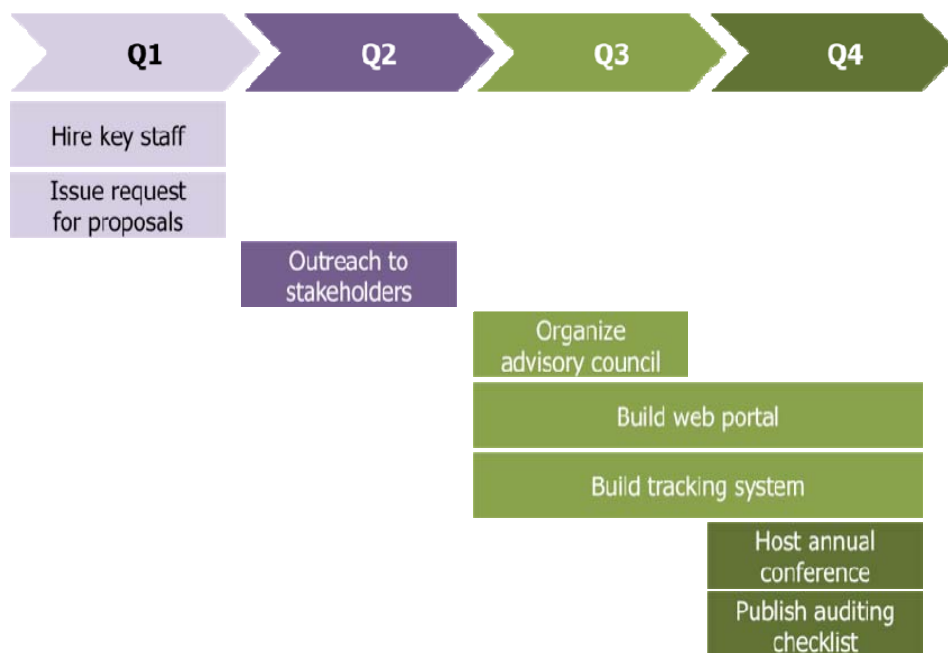 Q1
Q2
Q3
Q4
Hire key staff
Issue request
for proposals
Outreach to
stakeholders
Organize
advisory council
Build web portal
Build tracking system
Host annual
conference
Publish auditing
checklist